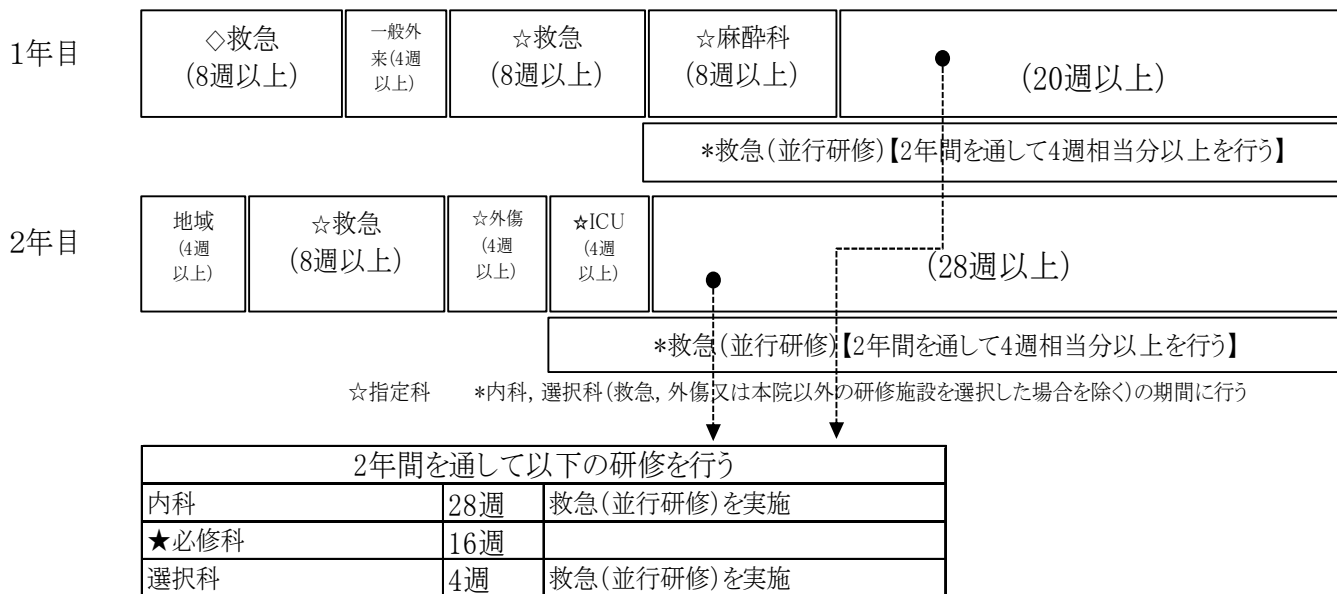 1年目
◇救急
(8週以上)
一般外
来(4週
以上)
☆救急
(8週以上)
☆麻酔科
(8週以上)
(20週以上)
*救急(並行研修)【2年間を通して4週相当分以上を行う】
2年目
地域
(4週
以上)
☆救急
(8週以上)
☆外傷
(4週
以上)
☆ICU
(4週
以上)
(28週以上)
*救急(並行研修)【2年間を通して4週相当分以上を行う】
☆指定科 *内科, 選択科(救急, 外傷又は本院以外の研修施設を選択した場合を除く)の期間に行う
2年間を通して以下の研修を行う
内科 28週 救急(並行研修)を実施
★必修科 16週
選択科 4週 救急(並行研修)を実施